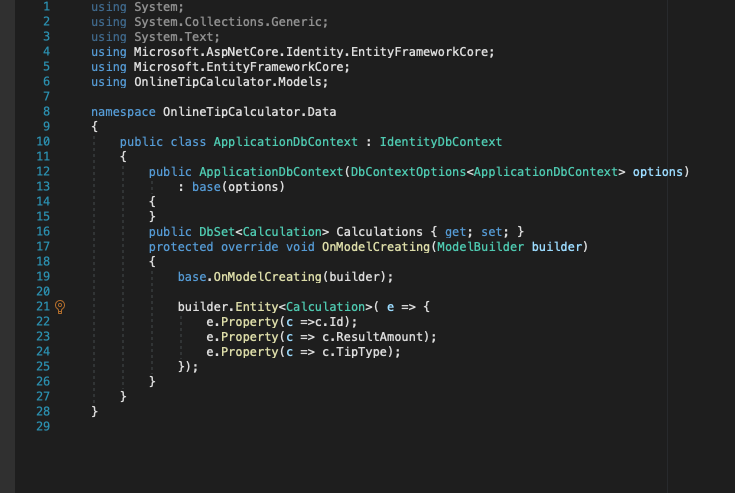 1 using System;
2 using System.Collections.Generic;
3 using System.Text;
4 using Microsoft.AspNetCore.Identity.EntityFrameworkCore;
5 using Microsoft.EntityFrameworkCore;
6 using OnlineTipCalculator.Models;
7
8 namespace OnlineTipCalculator.Data
9 {
10 public class ApplicationDbContext : IdentityDbContext
11 {
12 public ApplicationDbContext(DbContextOptions<ApplicationDbContext> options)
13 : base(options)
14 {
15 }
16 public DbSet<Calculation> Calculations { get; set; }
17 protected override void OnModelCreating(ModelBuilder builder)
18 {
19 base.OnModelCreating(builder);
20
21 builder.Entity<Calculation>( e => {
22 e.Property(c =>c.Id);
23 e.Property(c => c.ResultAmount);
24 e.Property(c => c.TipType);
25 });
26 }
27 }
28 }
29